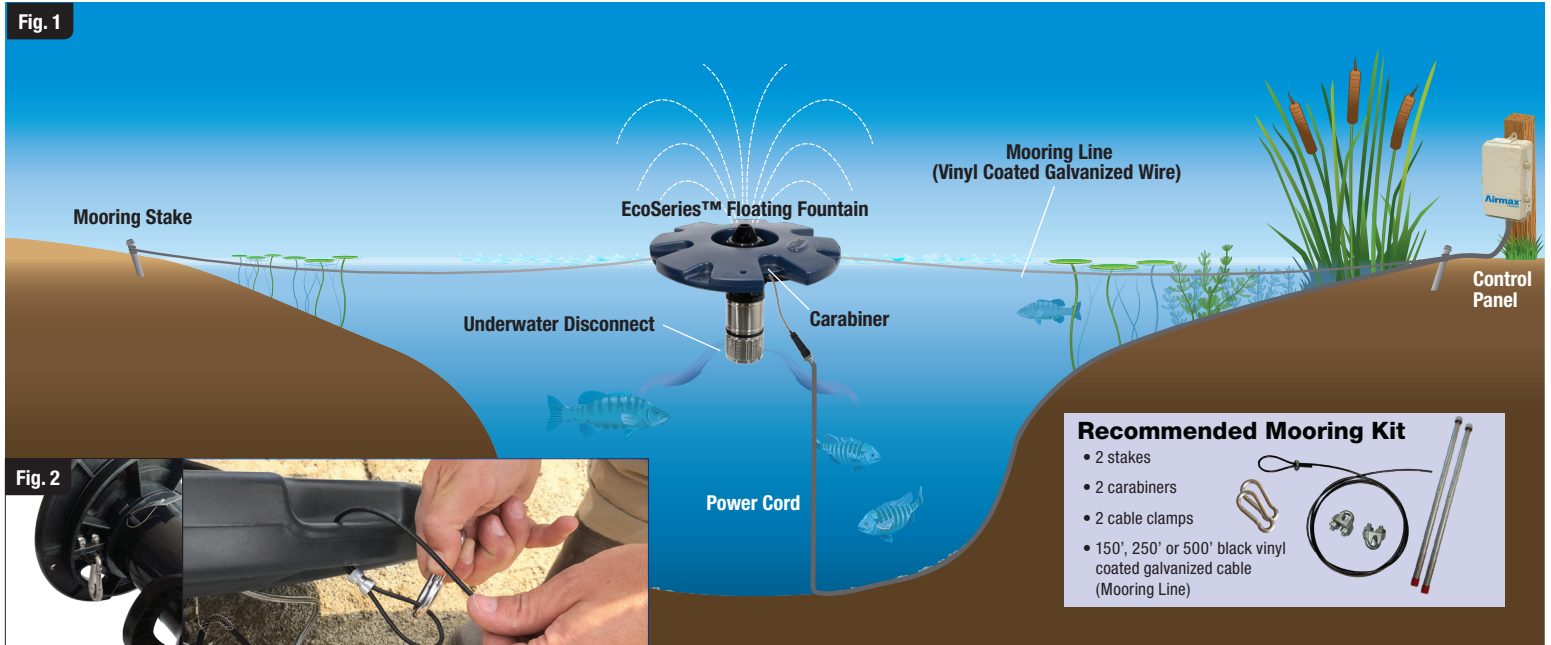 Fig. 1
Mooring Line
(Vinyl Coated Galvanized Wire)
Mooring Stake
EcoSeries™ Floating Fountain
Airmax
Control
Panel
Underwater Disconnect
Carabiner
Power Cord
Recommended Mooring Kit
• 2 stakes
• 2 carabiners
• 2 cable clamps
• 150', 250' or 500' black vinyl
coated galvanized cable
(Mooring Line)
Fig. 2